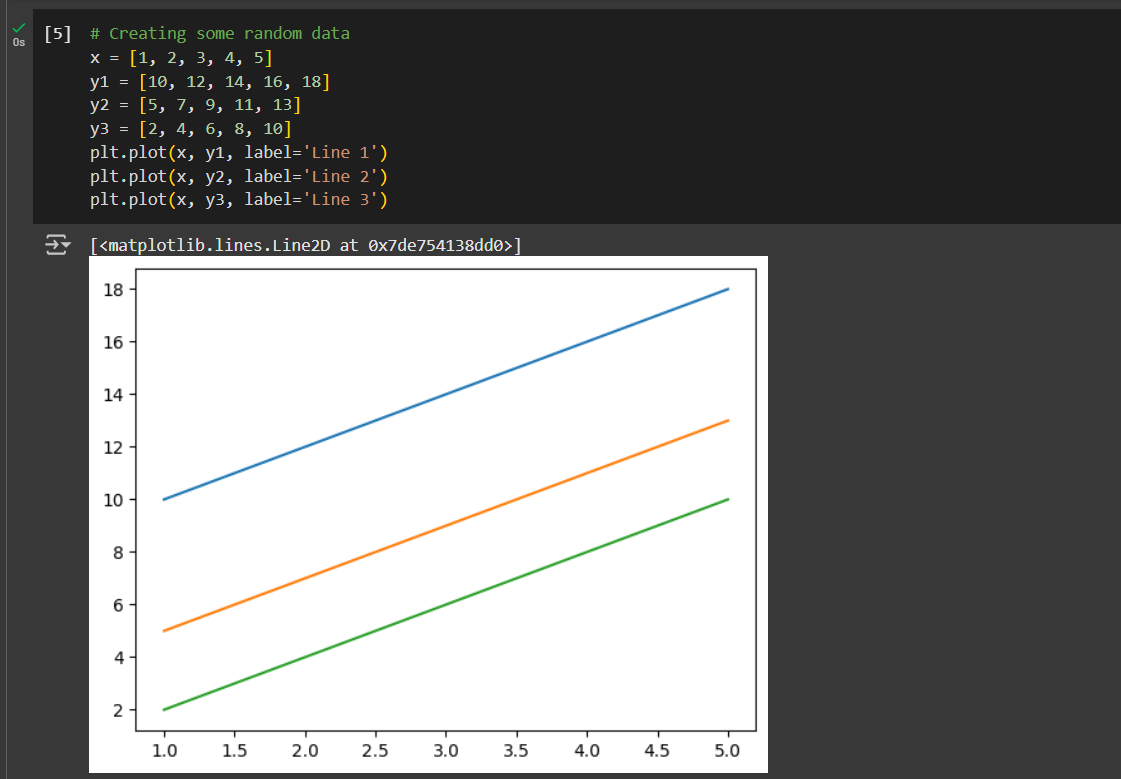 [5] # Creating some random data
0s
x = [1, 2, 3, 4, 5]
y1 = [10, 12, 14, 16, 18]
y2 = [5, 7, 9, 11, 13]
y3 = [2, 4, 6, 8, 10]
plt.plot(x, y1, label='Line 1')
plt.plot(x, y2, label='Line 2')
plt.plot(x, y3, label='Line 3')
[<matplotlib.lines.Line2D at 0x7de754138dd0>]
18
16
14
12
10
8
6
4
2
1.0 1.5 2.0 2.5 3.0 3.5 4.0 4.5 5.0